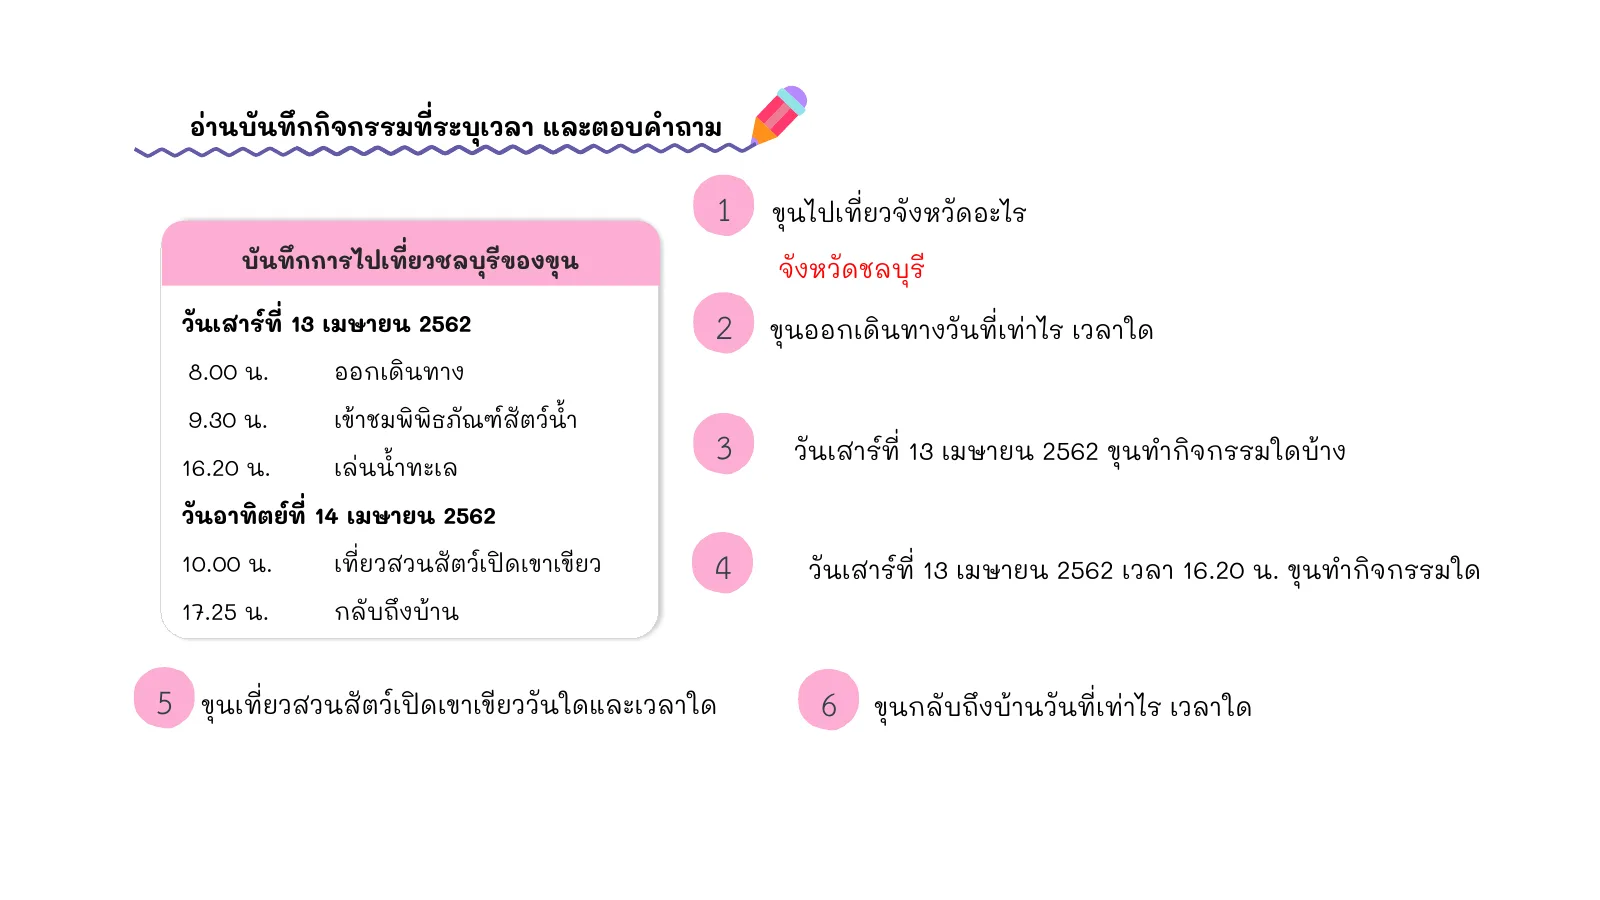 อ่านบันทึกกิจกรรมที่ระบุเวลา และตอบคำถาม
บันทึกการไปเที่ยวชลบุรีของขุน
วันเสาร์ที่ 13 เมษายน 2562
8.00 น. ออกเดินทาง
9.30 น. เข้าชมพิพิธภัณฑ์สัตว์น้ำ
16.20 น. เล่นน้ำทะเล
วันอาทิตย์ที่ 14 เมษายน 2562
10.00 น. เที่ยวสวนสัตว์เปิดเขาเขียว
17.25 น. กลับถึงบ้าน
1 ขุนไปเที่ยวจังหวัดอะไร
จังหวัดชลบุรี
2 ขุนออกเดินทางวันที่เท่าไร เวลาใด
3 วันเสาร์ที่ 13 เมษายน 2562 ขุนทำกิจกรรมใดบ้าง
4 วันเสาร์ที่ 13 เมษายน 2562 เวลา 16.20 น. ขุนทำกิจกรรมใด
5 ขุนเที่ยวสวนสัตว์เปิดเขาเขียววันใดและเวลาใด
6 ขุนกลับถึงบ้านวันที่เท่าไร เวลาใด